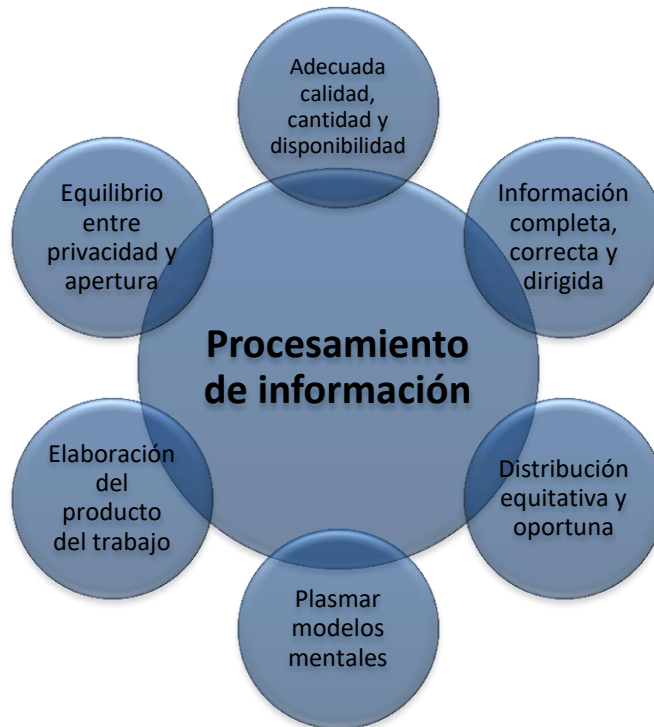 Adecuada
calidad,
cantidad y
disponibilidad
Equilibrio
entre
privacidad y
apertura
Información
completa,
correcta y
dirigida
Procesamiento
de información
Elaboración
del
producto
del trabajo
Distribución
equitativa y
oportuna
Plasmar
modelos
mentales